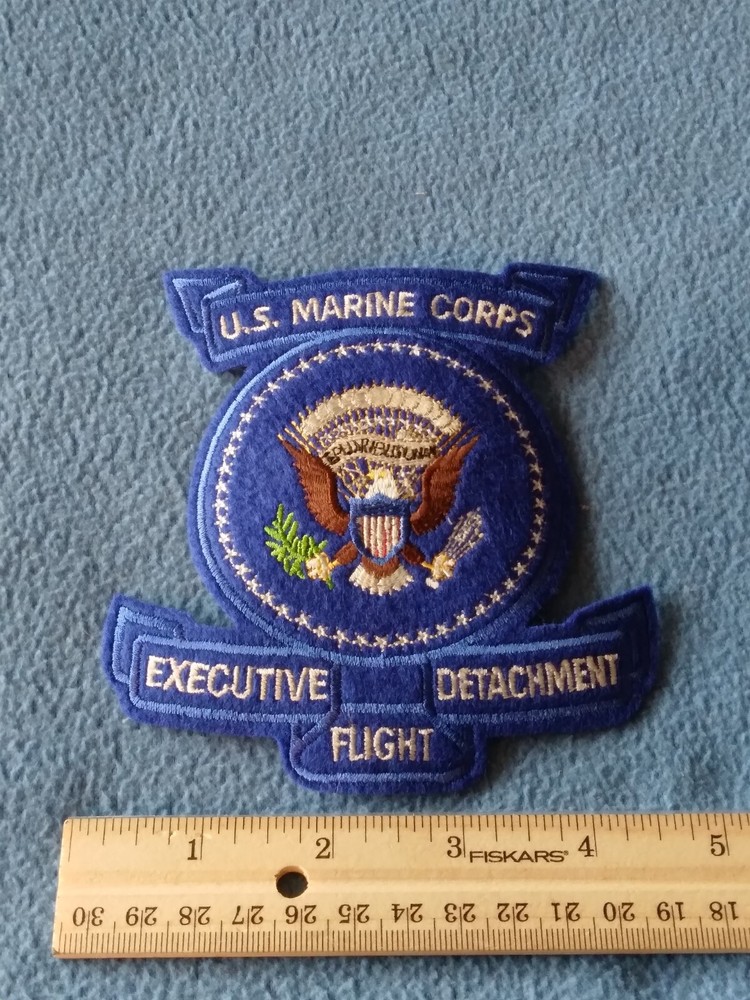 U.S. MARINE CORPS
EXECUTIVE DETACHMENT
FLIGHT
1 2 3 FISKARS® 4 5
30 29 28 27 26 25 24 23 22 21 20 19 18